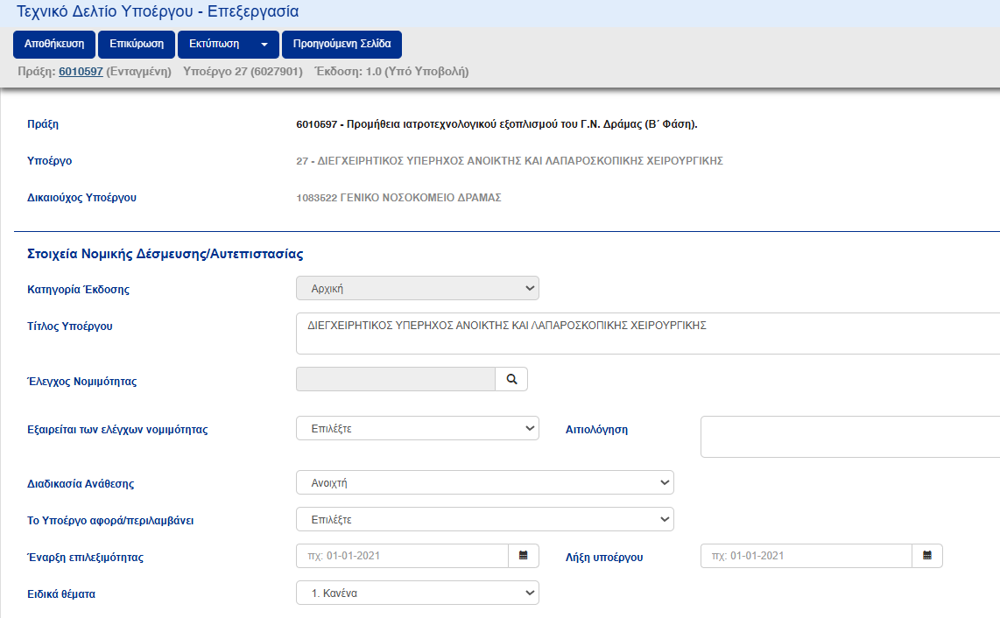 Τεχνικό Δελτίο Υποέργου - Επεξεργασία
Αποθήκευση Επικύρωση Εκτύπωση Προηγούμενη Σελίδα
Πράξη: 6010597 (Ενταγμένη) Υποέργο 27 (6027901) Έκδοση: 1.0 (Υπό Υποβολή)
Πράξη 6010597 - Προμήθεια ιατροτεχνολογικού εξοπλισμού του Γ.Ν. Δράμας (Β΄ Φάση).
Υποέργο 27 - ΔΙΕΓΧΕΙΡΗΤΙΚΟΣ ΥΠΕΡΗΧΟΣ ΑΝΟΙΚΤΗΣ ΚΑΙ ΛΑΠΑΡΟΣΚΟΠΙΚΗΣ ΧΕΙΡΟΥΡΓΙΚΗΣ
Δικαιούχος Υποέργου 1083522 ΓΕΝΙΚΟ ΝΟΣΟΚΟΜΕΙΟ ΔΡΑΜΑΣ
Στοιχεία Νομικής Δέσμευσης/Αυτεπιστασίας
Κατηγορία Έκδοσης Αρχική
Τίτλος Υποέργου ΔΙΕΓΧΕΙΡΗΤΙΚΟΣ ΥΠΕΡΗΧΟΣ ΑΝΟΙΚΤΗΣ ΚΑΙ ΛΑΠΑΡΟΣΚΟΠΙΚΗΣ ΧΕΙΡΟΥΡΓΙΚΗΣ
Έλεγχος Νομιμότητας
Εξαιρείται των ελέγχων νομιμότητας Επιλέξτε Αιτιολόγηση
Διαδικασία Ανάθεσης Ανοιχτή
Το Υποέργο αφορά/περιλαμβάνει Επιλέξτε
Έναρξη επιλεξιμότητας πχ: 01-01-2021 Λήξη υποέργου πχ: 01-01-2021
Ειδικά θέματα 1. Κανένα